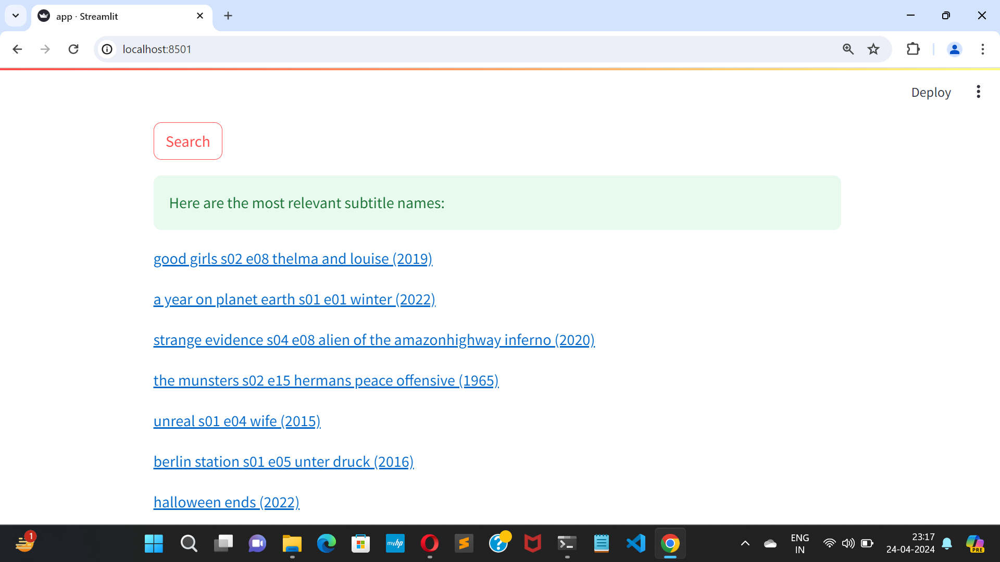 app · Streamlit
localhost:8501
Deploy
Search
Here are the most relevant subtitle names:
good girls s02 e08 thelma and louise (2019)
a year on planet earth s01 e01 winter (2022)
strange evidence s04 e08 alien of the amazonhighway inferno (2020)
the munsters s02 e15 hermans peace offensive (1965)
unreal s01 e04 wife (2015)
berlin station s01 e05 unter druck (2016)
halloween ends (2022)
1
myhp
ENG
IN
23:17
24-04-2024
PRE